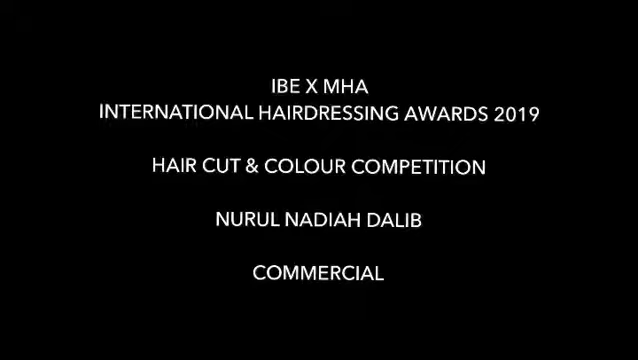 IBE X MHA
INTERNATIONAL HAIRDRESSING AWARDS 2019
HAIR CUT & COLOUR COMPETITION
NURUL NADIAH DALIB
COMMERCIAL